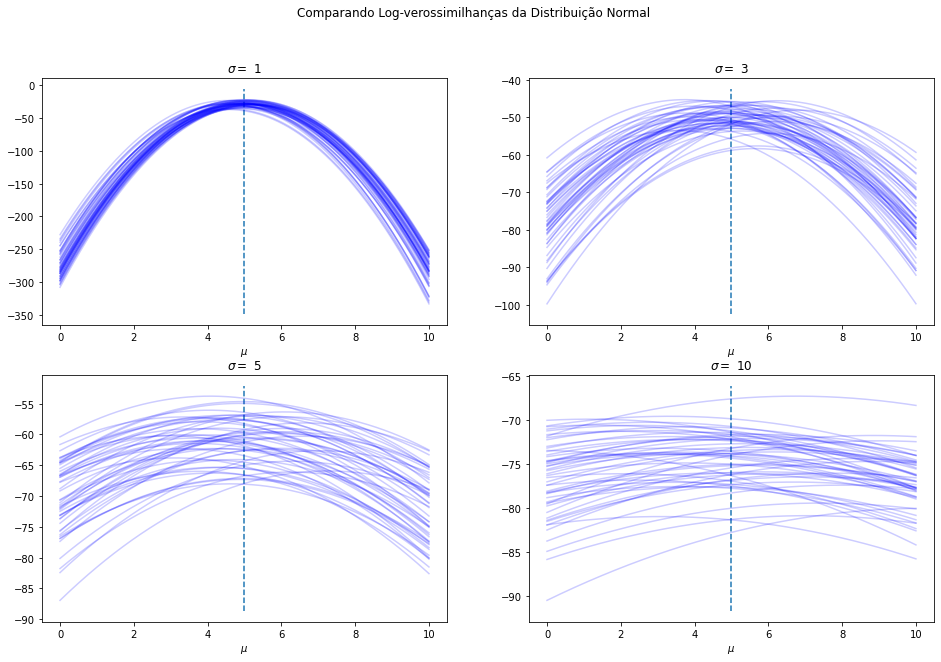 Comparando Log-verossimilhanças da Distribuição Normal
σ = 1
0
−50
−100
−150
−200
−250
−300
−350
0 2 4 6 8 10
μ
σ = 3
−40
−50
−60
−70
−80
−90
−100
0 2 4 6 8 10
μ
σ = 5
−55
−60
−65
−70
−75
−80
−85
−90
0 2 4 6 8 10
μ
σ = 10
−65
−70
−75
−80
−85
−90
0 2 4 6 8 10
μ